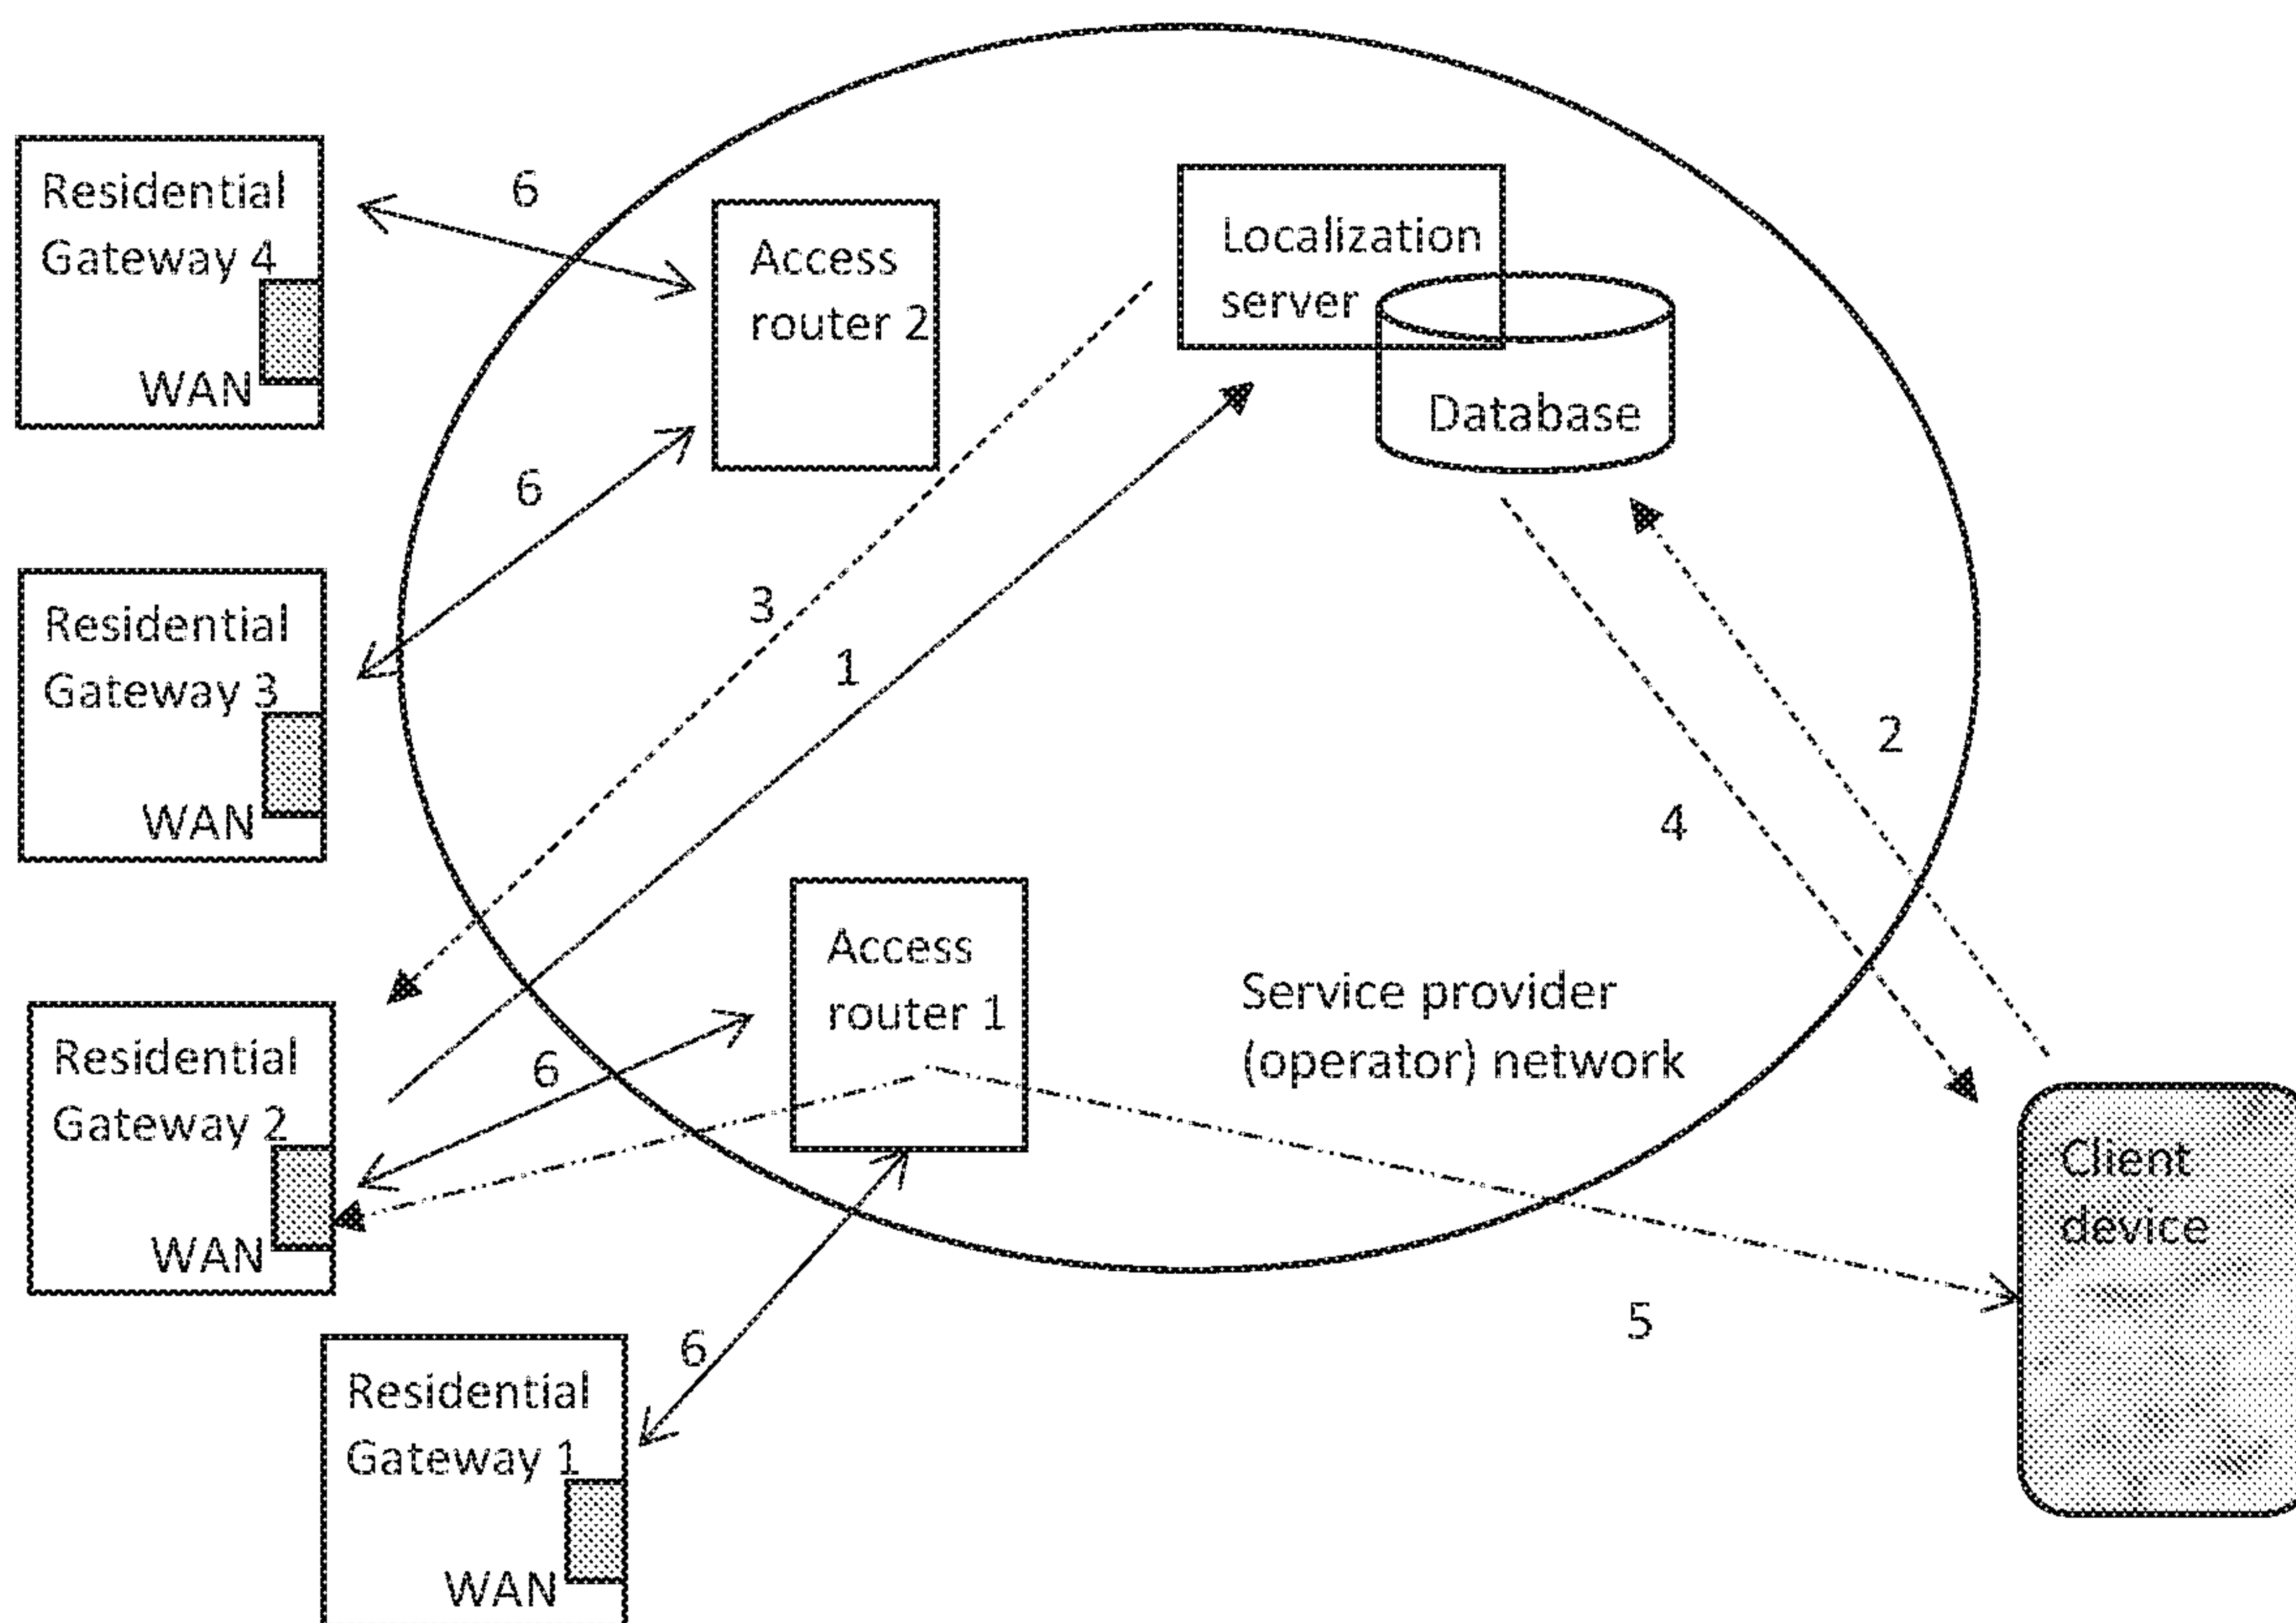 Residential
Gateway 4
WAN
6
Access
router 2
Localization
server
Database
6
Residential
Gateway 3
WAN
3
1
2
4
Residential
Gateway 2
WAN
6
Access
router 1
Service provider
(operator) network
Client
device
5
6
Residential
Gateway 1
WAN